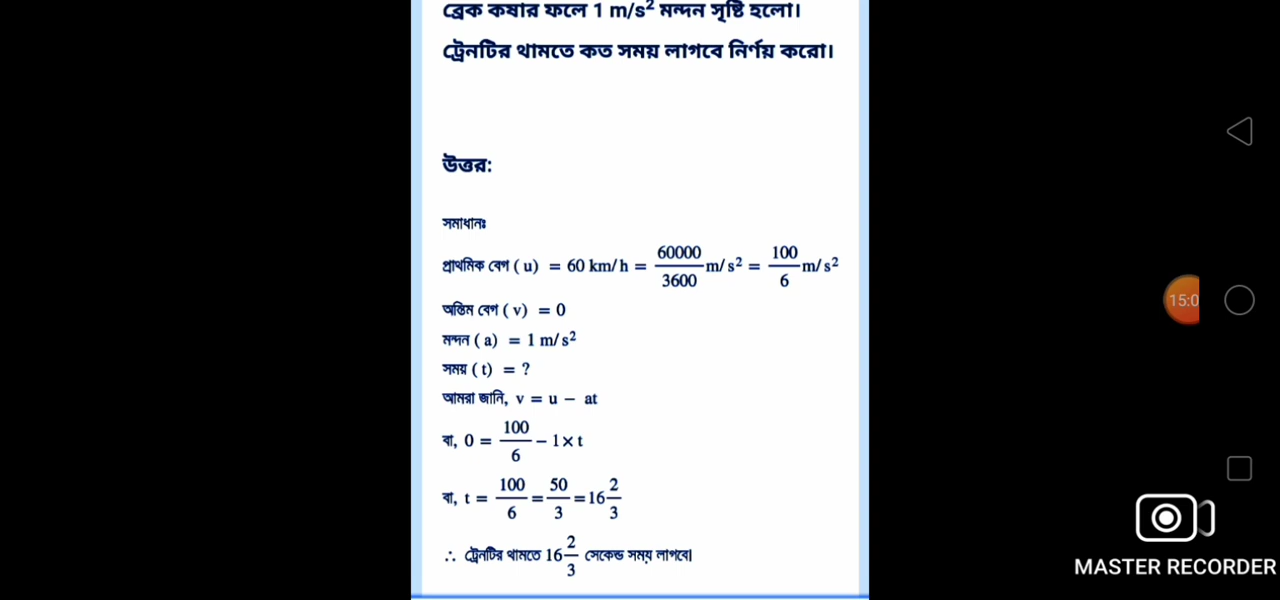 ব্রেক কষার ফলে 1 m/s² মন্দন সৃষ্টি হলো।
ট্রেনটির থামতে কত সময় লাগবে নির্ণয় করো।
উত্তর:
সমাধানঃ
প্রাথমিক বেগ ( u) = 60 km/h = 60000/3600 m/s² = 100/6 m/s²
অন্তিম বেগ ( v) = 0
মন্দন ( a) = 1 m/s²
সময় ( t) = ?
আমরা জানি, v = u − at
বা, 0 = 100/6 − 1 × t
বা, t = 100/6 = 50/3 = 16 2/3
∴ ট্রেনটির থামতে 16 2/3 সেকেন্ড সময় লাগবে।
15:0
MASTER RECORDER